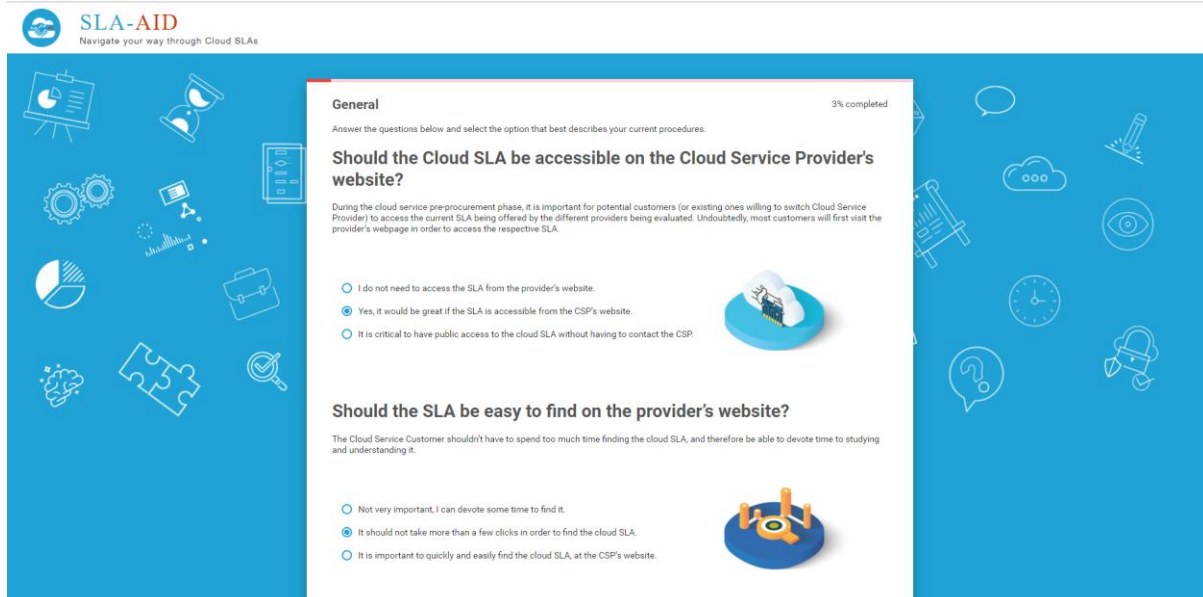 SLA-AID
Navigate your way through Cloud SLAs
General
3% completed
Answer the questions below and select the option that best describes your current procedures.
Should the Cloud SLA be accessible on the Cloud Service Provider's
website?
During the cloud service pre-procurement phase, it is important for potential customers (or existing ones willing to switch Cloud Service
Provider) to access the current SLA being offered by the different providers being evaluated. Undoubtedly, most customers will first visit the
provider's webpage in order to access the respective SLA.
I do not need to access the SLA from the provider's website.
Yes, it would be great if the SLA is accessible from the CSP's website.
It is critical to have public access to the cloud SLA without having to contact the CSP.
Should the SLA be easy to find on the provider's website?
The Cloud Service Customer shouldn't have to spend too much time finding the cloud SLA, and therefore be able to devote time to studying
and understanding it.
Not very important, I can devote some time to find it.
It should not take more than a few clicks in order to find the cloud SLA.
It is important to quickly and easily find the cloud SLA, at the CSP's website.